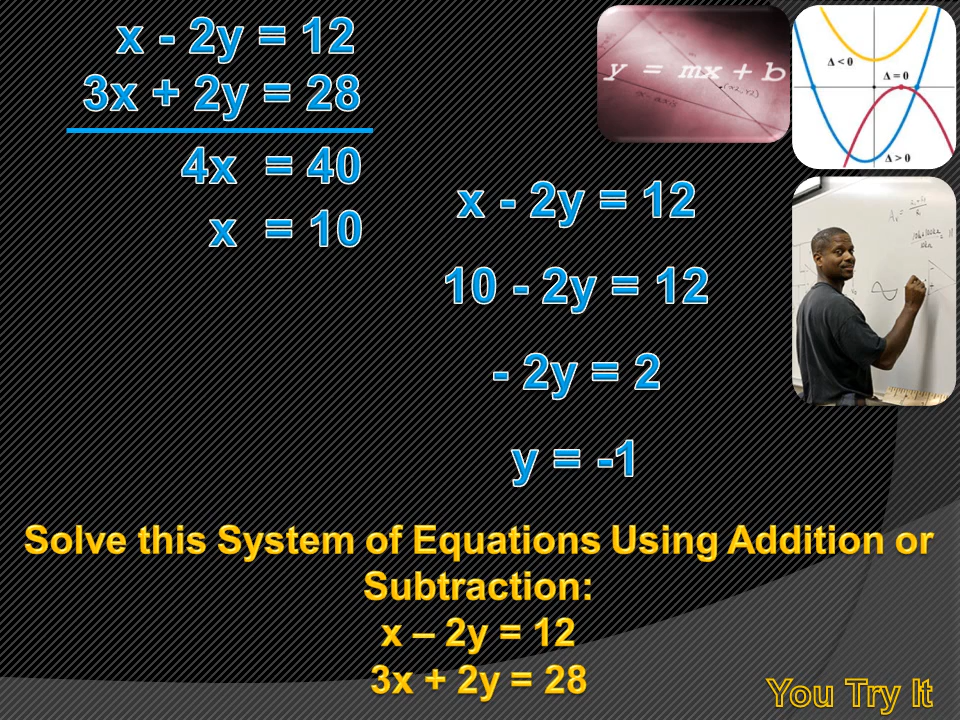 x - 2y = 12
3x + 2y = 28
4x = 40
x = 10
x - 2y = 12
10 - 2y = 12
- 2y = 2
y = -1
y = mx + b
Δ < 0
Δ = 0
Δ > 0
Solve this System of Equations Using Addition or
Subtraction:
x – 2y = 12
3x + 2y = 28
You Try It